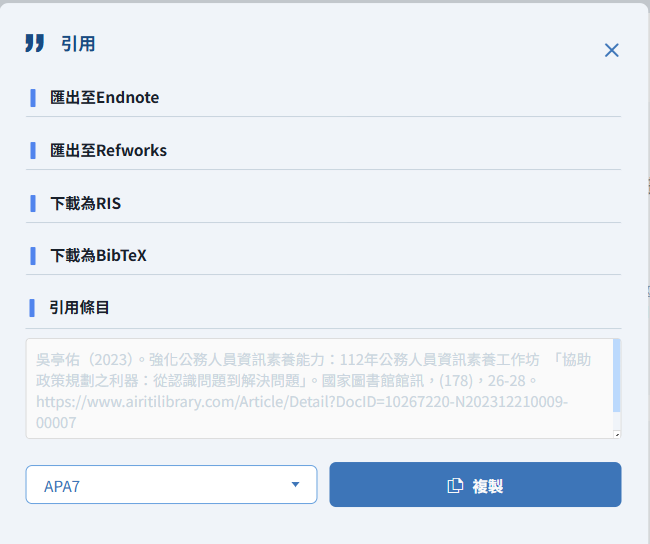 引用
匯出至Endnote
匯出至Refworks
下載為RIS
下載為BibTeX
引用條目
吳亭佑（2023）。強化公務人員資訊素養能力：112年公務人員資訊素養工作坊　「協助
政策規劃之利器：從認識問題到解決問題」。國家圖書館館訊，(178)，26-28。
https://www.airitilibrary.com/Article/Detail?DocID=10267220-N202312210009-
00007
APA7
複製